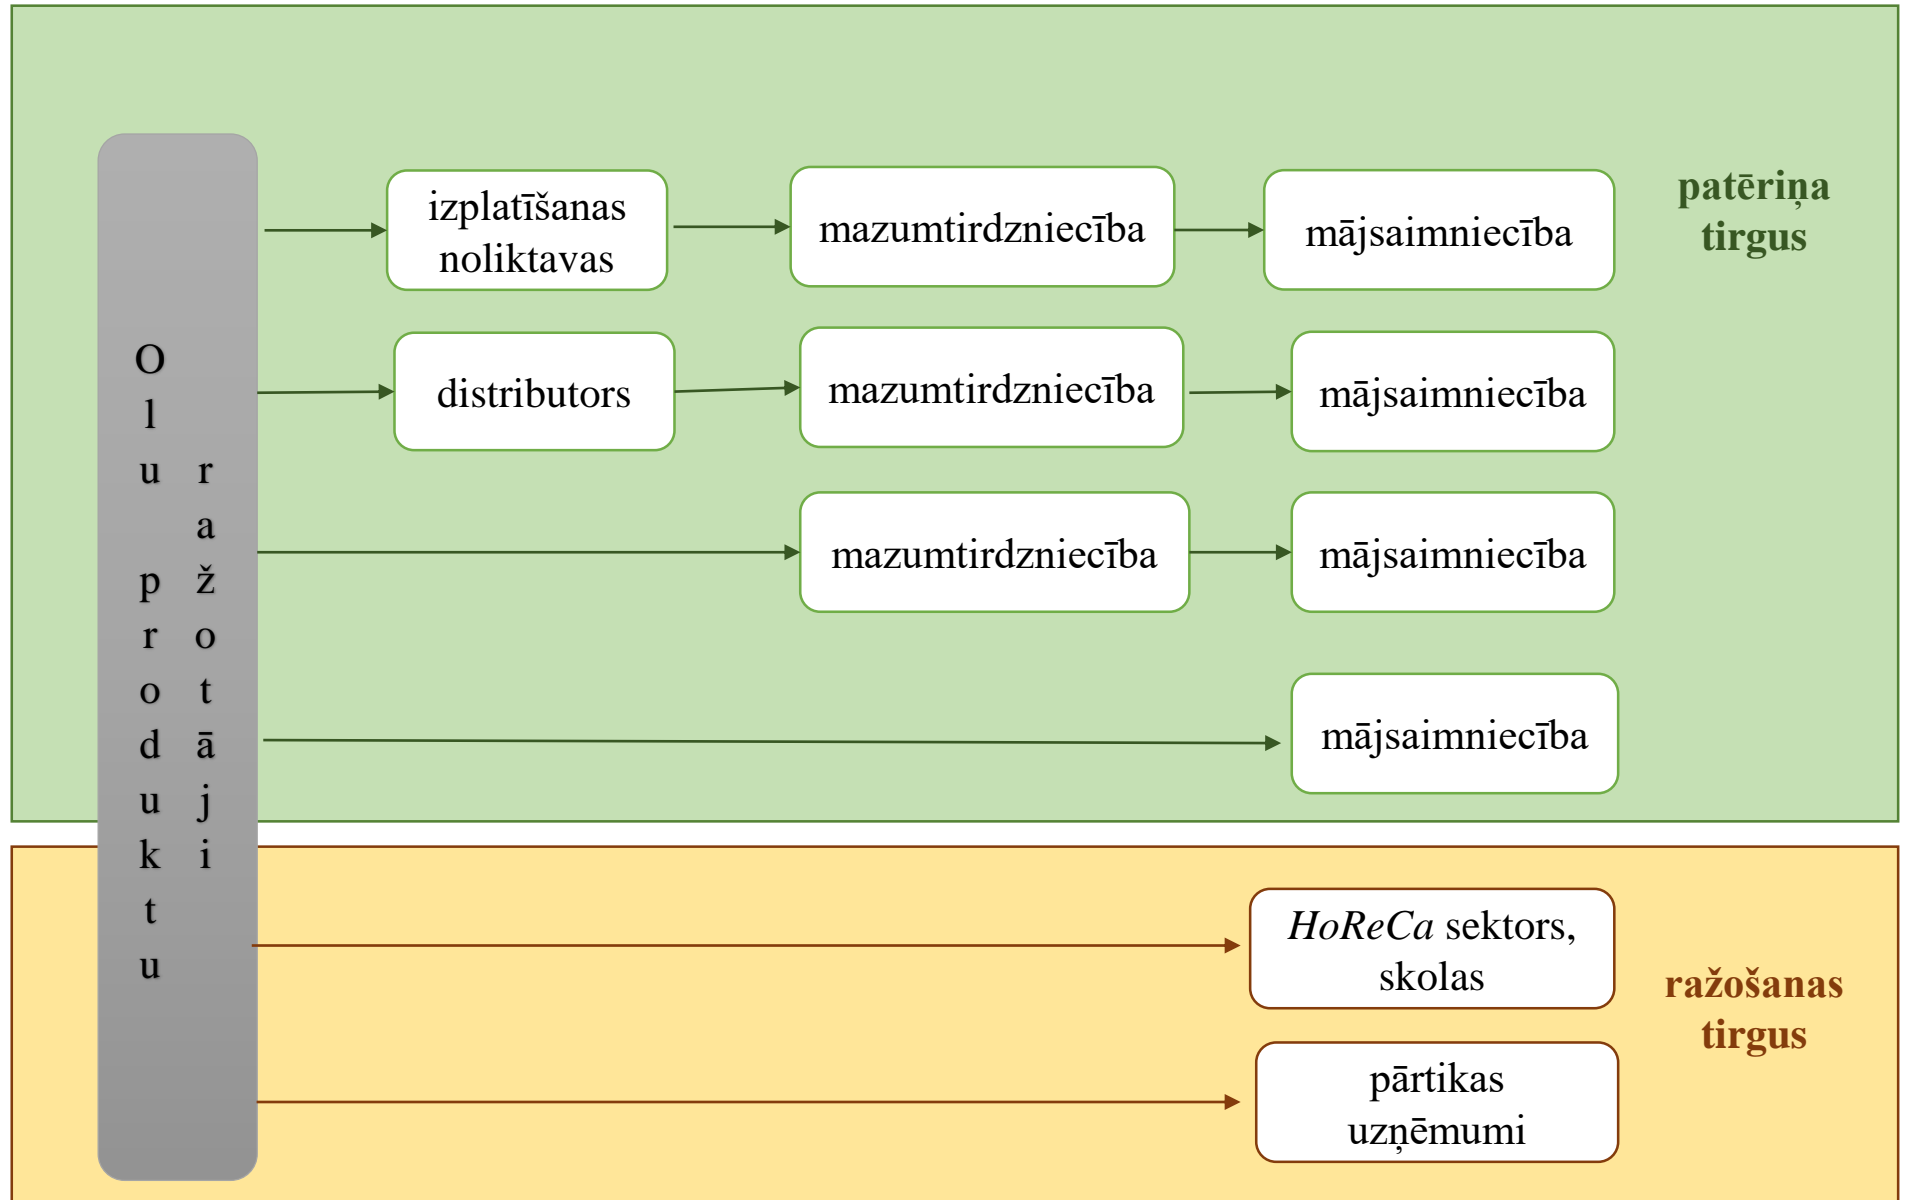 Olu produktu
ražotāji
izplatīšanas
noliktavas
mazumtirdzniecība
mājsaimniecība
patēriņa
tirgus
distributors
mazumtirdzniecība
mājsaimniecība
mazumtirdzniecība
mājsaimniecība
mājsaimniecība
HoReCa sektors,
skolas
ražošanas
tirgus
pārtikas
uzņēmumi